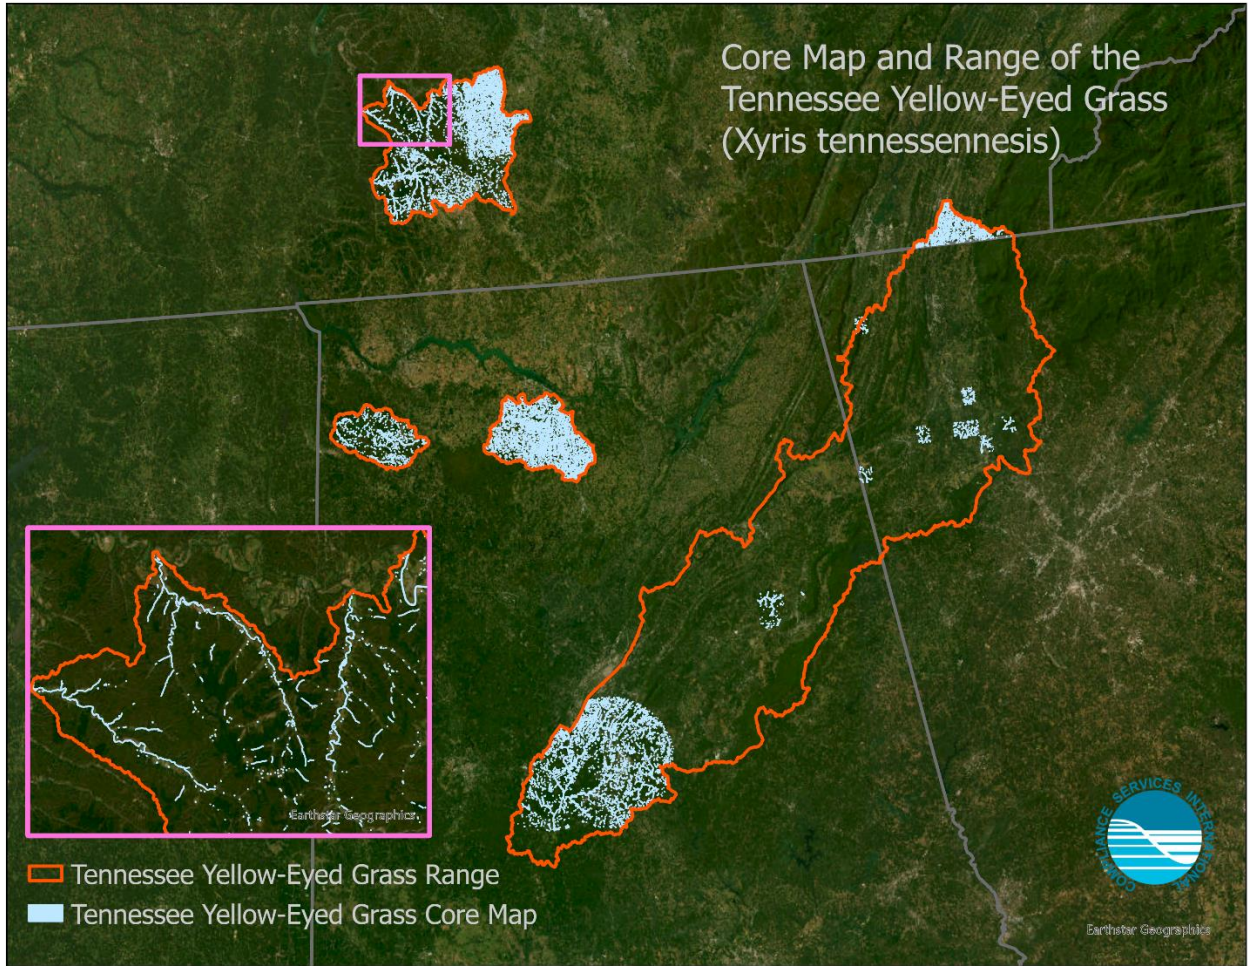 Core Map and Range of the
Tennessee Yellow-Eyed Grass
(Xyris tennessennesis)
Earthstar Geographics
Tennessee Yellow-Eyed Grass Range
Tennessee Yellow-Eyed Grass Core Map
COMPLIANCE SERVICES INTERNATIONAL
Earthstar Geographics